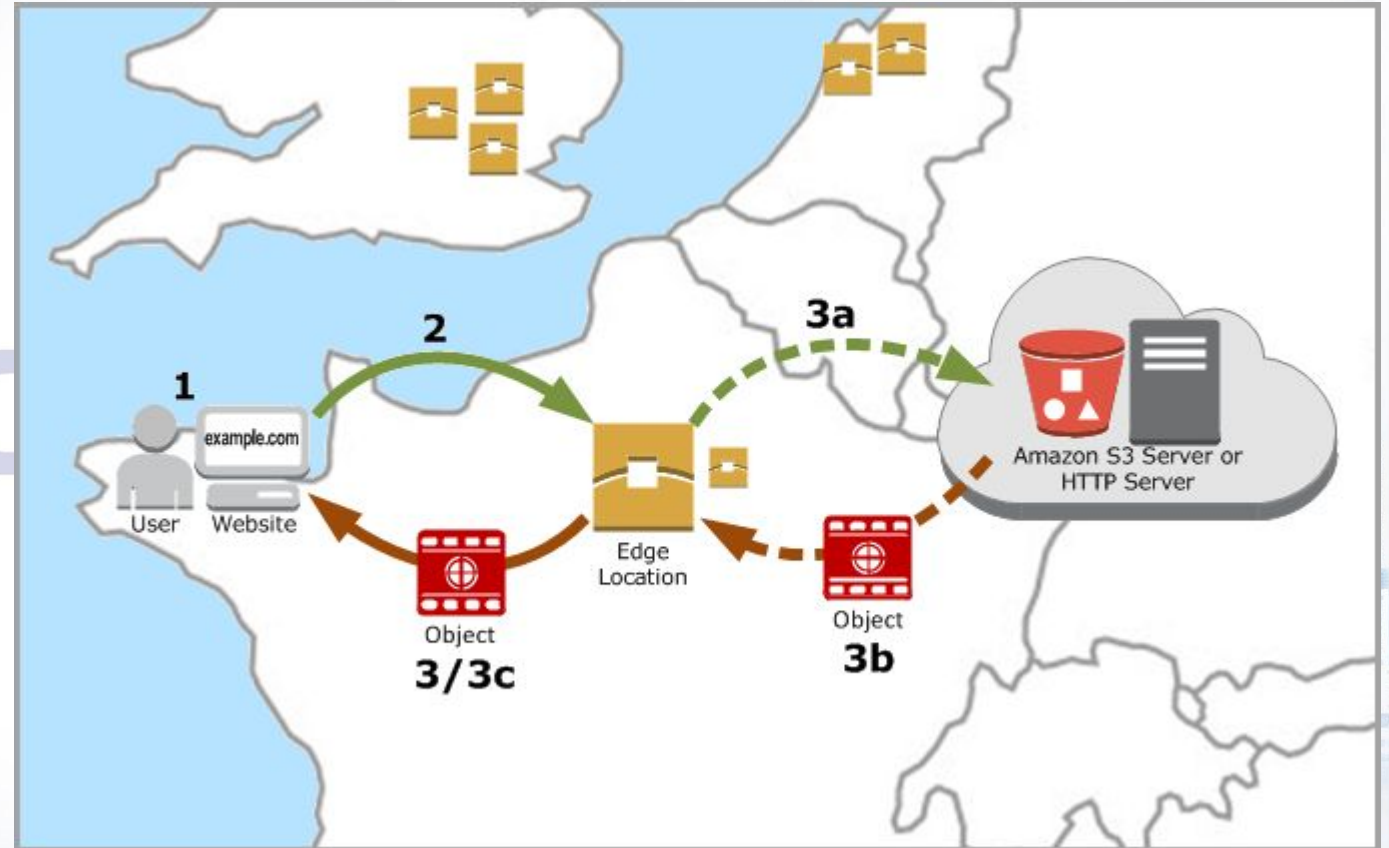 2
3a
1
example.com
User
Website
Edge
Location
Amazon S3 Server or
HTTP Server
Object
3/3c
Object
3b